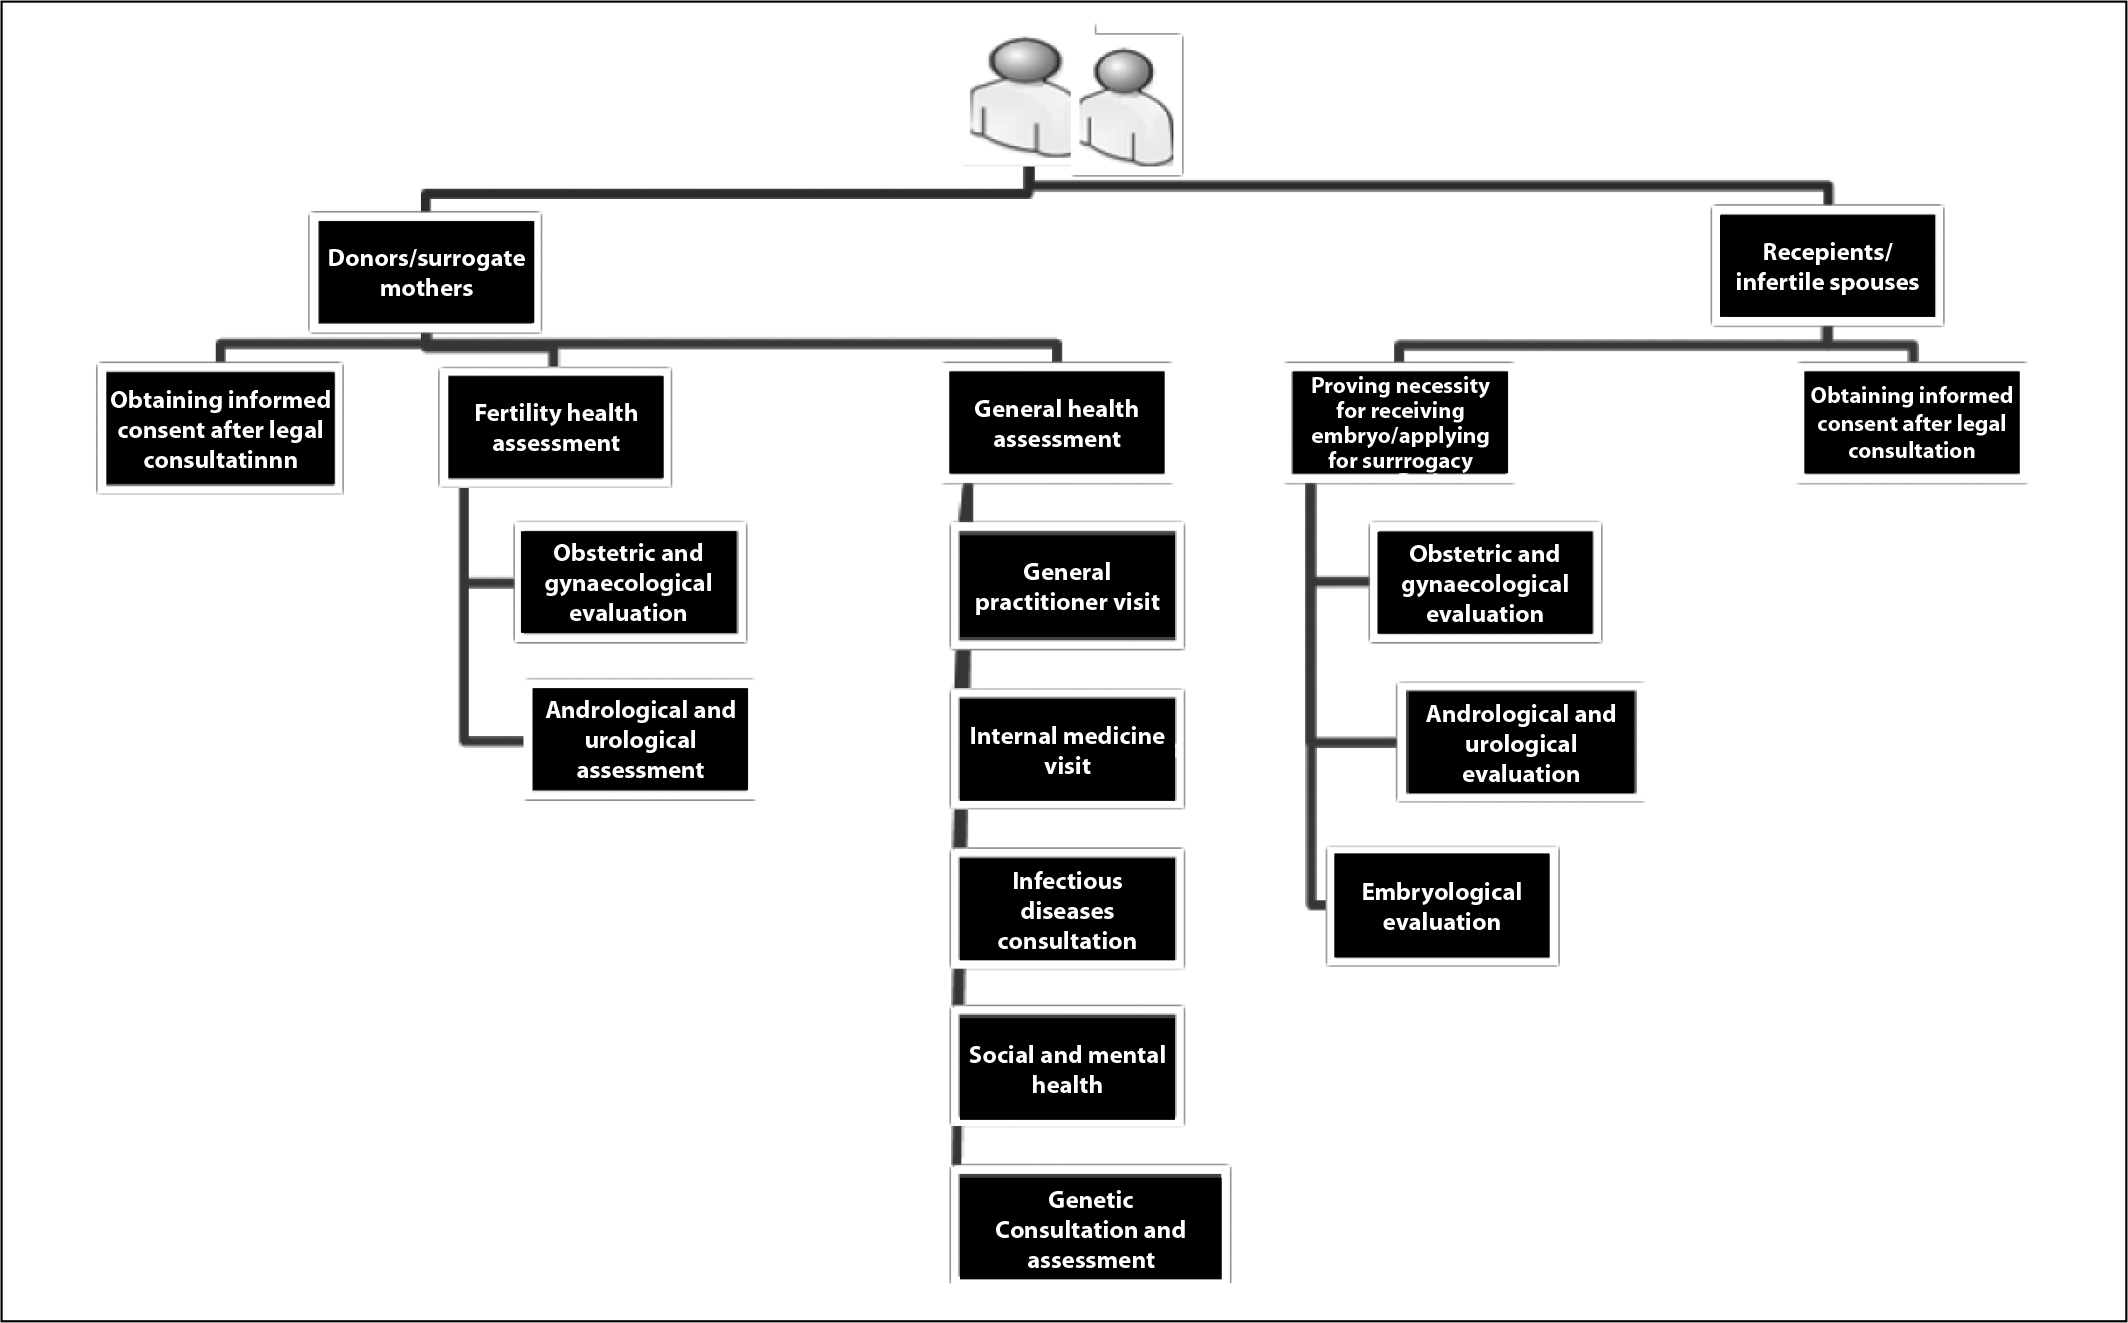 Donors/surrogate
mothers
Recepients/
infertile spouses
Obtaining informed
consent after legal
consultatinnn
Fertility health
assessment
General health
assessment
Proving necessity
for receiving
embryo/applying
for surrrogacy
Obtaining informed
consent after legal
consultation
Obstetric and
gynaecological
evaluation
Andrological and
urological
assessment
General
practitioner visit
Internal medicine
visit
Infectious
diseases
consultation
Social and mental
health
Genetic
Consultation and
assessment
Obstetric and
gynaecological
evaluation
Andrological and
urological
evaluation
Embryological
evaluation